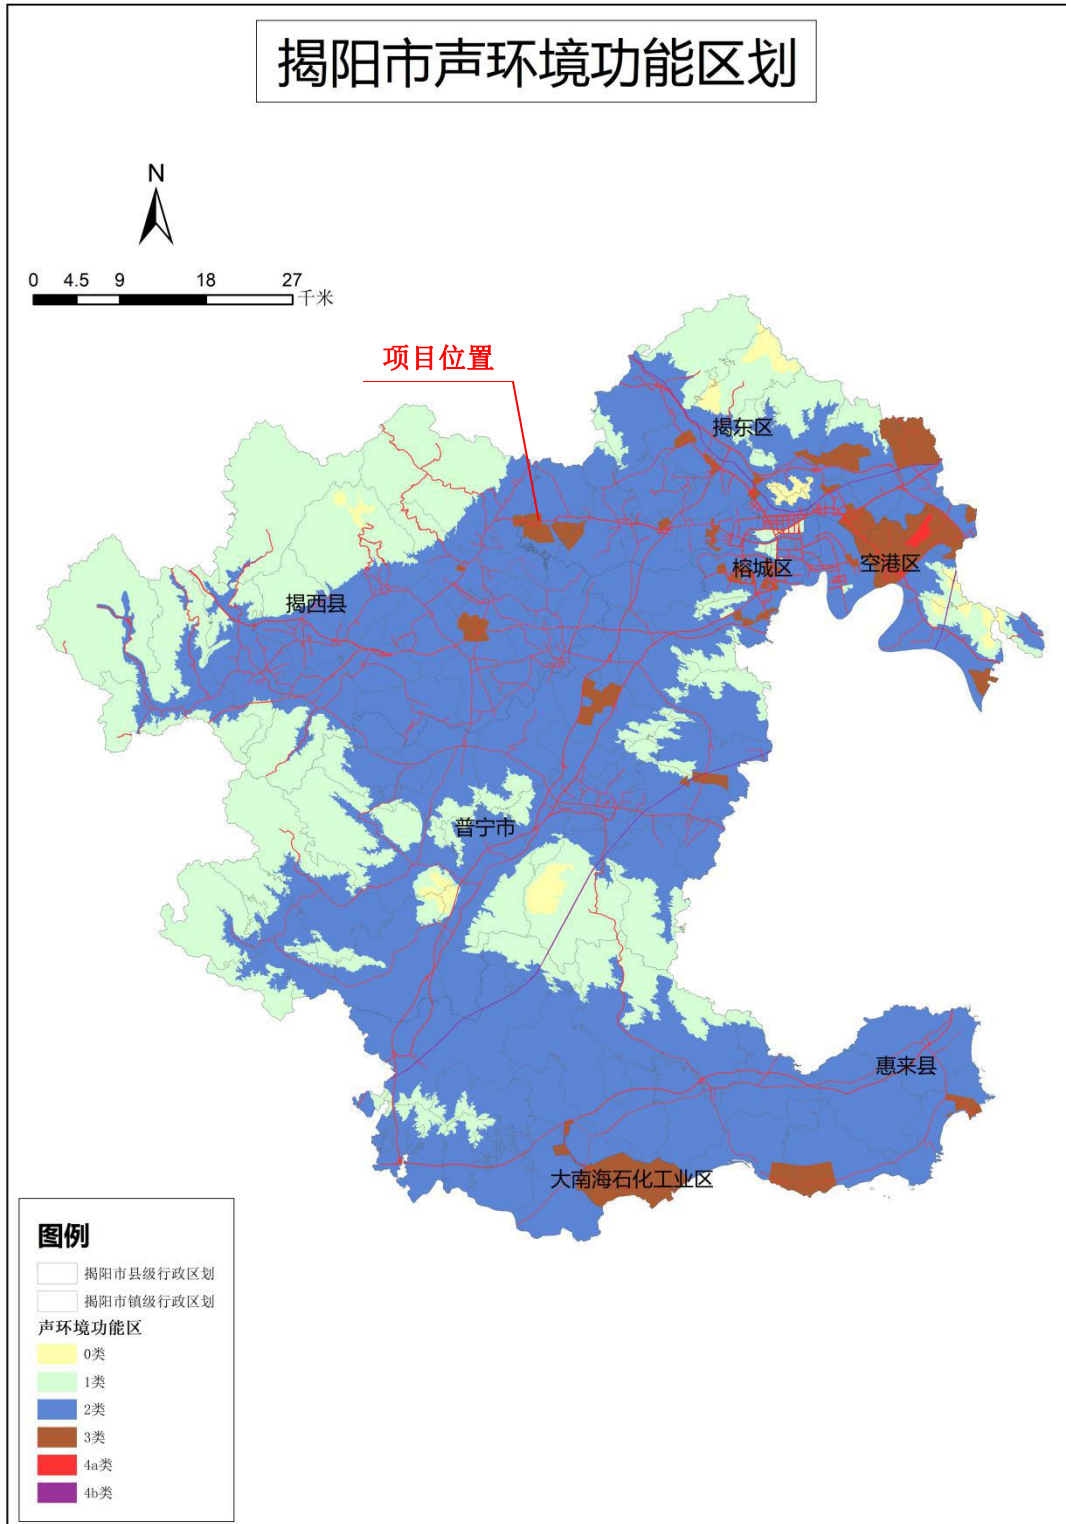 揭阳市声环境功能区划
N
0 4.5 9 18 27
千米
项目位置
揭东区
榕城区
空港区
揭西县
普宁市
惠来县
大南海石化工业区
图例
揭阳市县级行政区划
揭阳市镇级行政区划
声环境功能区
0类
1类
2类
3类
4a类
4b类